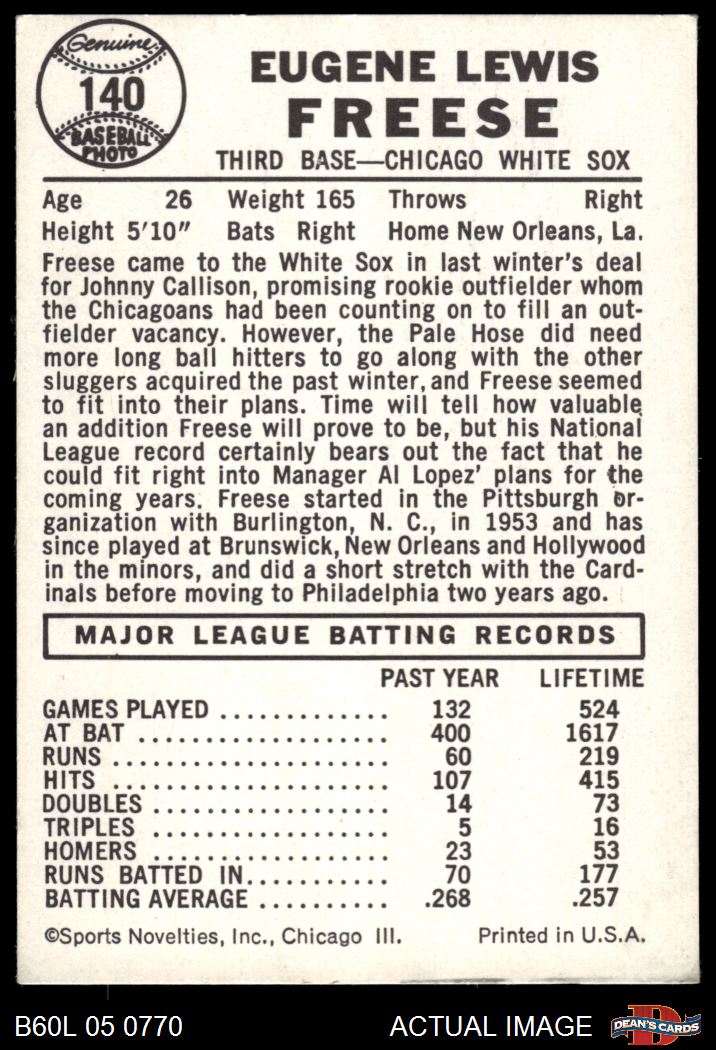 Genuine
140
BASEBALL
PHOTO
EUGENE LEWIS
FREESE
THIRD BASE—CHICAGO WHITE SOX
Age 26 Weight 165 Throws Right
Height 5'10" Bats Right Home New Orleans, La.
Freese came to the White Sox in last winter's deal
for Johnny Callison, promising rookie outfielder whom
the Chicagoans had been counting on to fill an out-
fielder vacancy. However, the Pale Hose did need
more long ball hitters to go along with the other
sluggers acquired the past winter, and Freese seemed
to fit into their plans. Time will tell how valuable
an addition Freese will prove to be, but his National
League record certainly bears out the fact that he
could fit right into Manager Al Lopez' plans for the
coming years. Freese started in the Pittsburgh or-
ganization with Burlington, N. C., in 1953 and has
since played at Brunswick, New Orleans and Hollywood
in the minors, and did a short stretch with the Card-
inals before moving to Philadelphia two years ago.
MAJOR LEAGUE BATTING RECORDS
PAST YEAR LIFETIME
GAMES PLAYED ............. 132 524
AT BAT ................... 400 1617
RUNS ..................... 60 219
HITS ..................... 107 415
DOUBLES .................. 14 73
TRIPLES .................. 5 16
HOMERS ................... 23 53
RUNS BATTED IN............ 70 177
BATTING AVERAGE .......... .268 .257
©Sports Novelties, Inc., Chicago Ill. Printed in U.S.A.
B60L 05 0770 ACTUAL IMAGE
D
DEAN'S CARDS